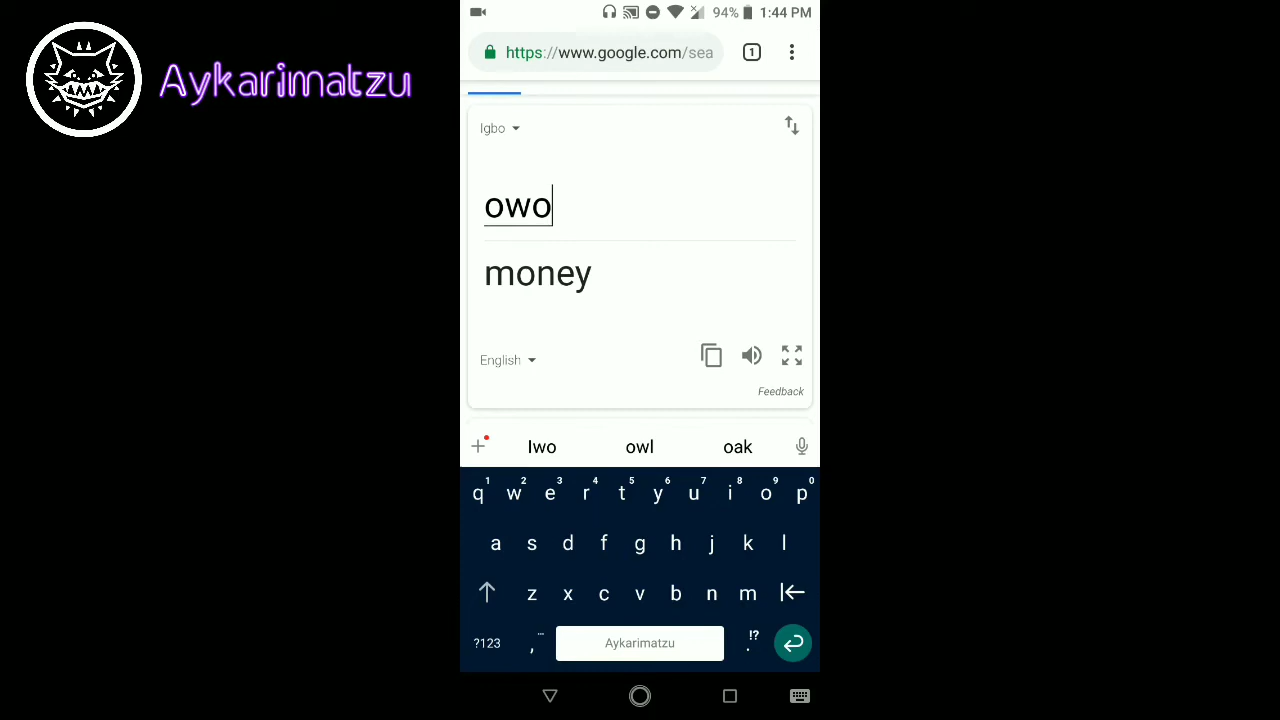 Aykarimatzu
94% 1:44 PM
https://www.google.com/sea 1
Igbo
owo
money
English
Feedback
+ Iwo owl oak
1 2 3 4 5 6 7 8 9 0
q w e r t y u i o p
a s d f g h j k l
z x c v b n m
?123 , … Aykarimatzu . !?